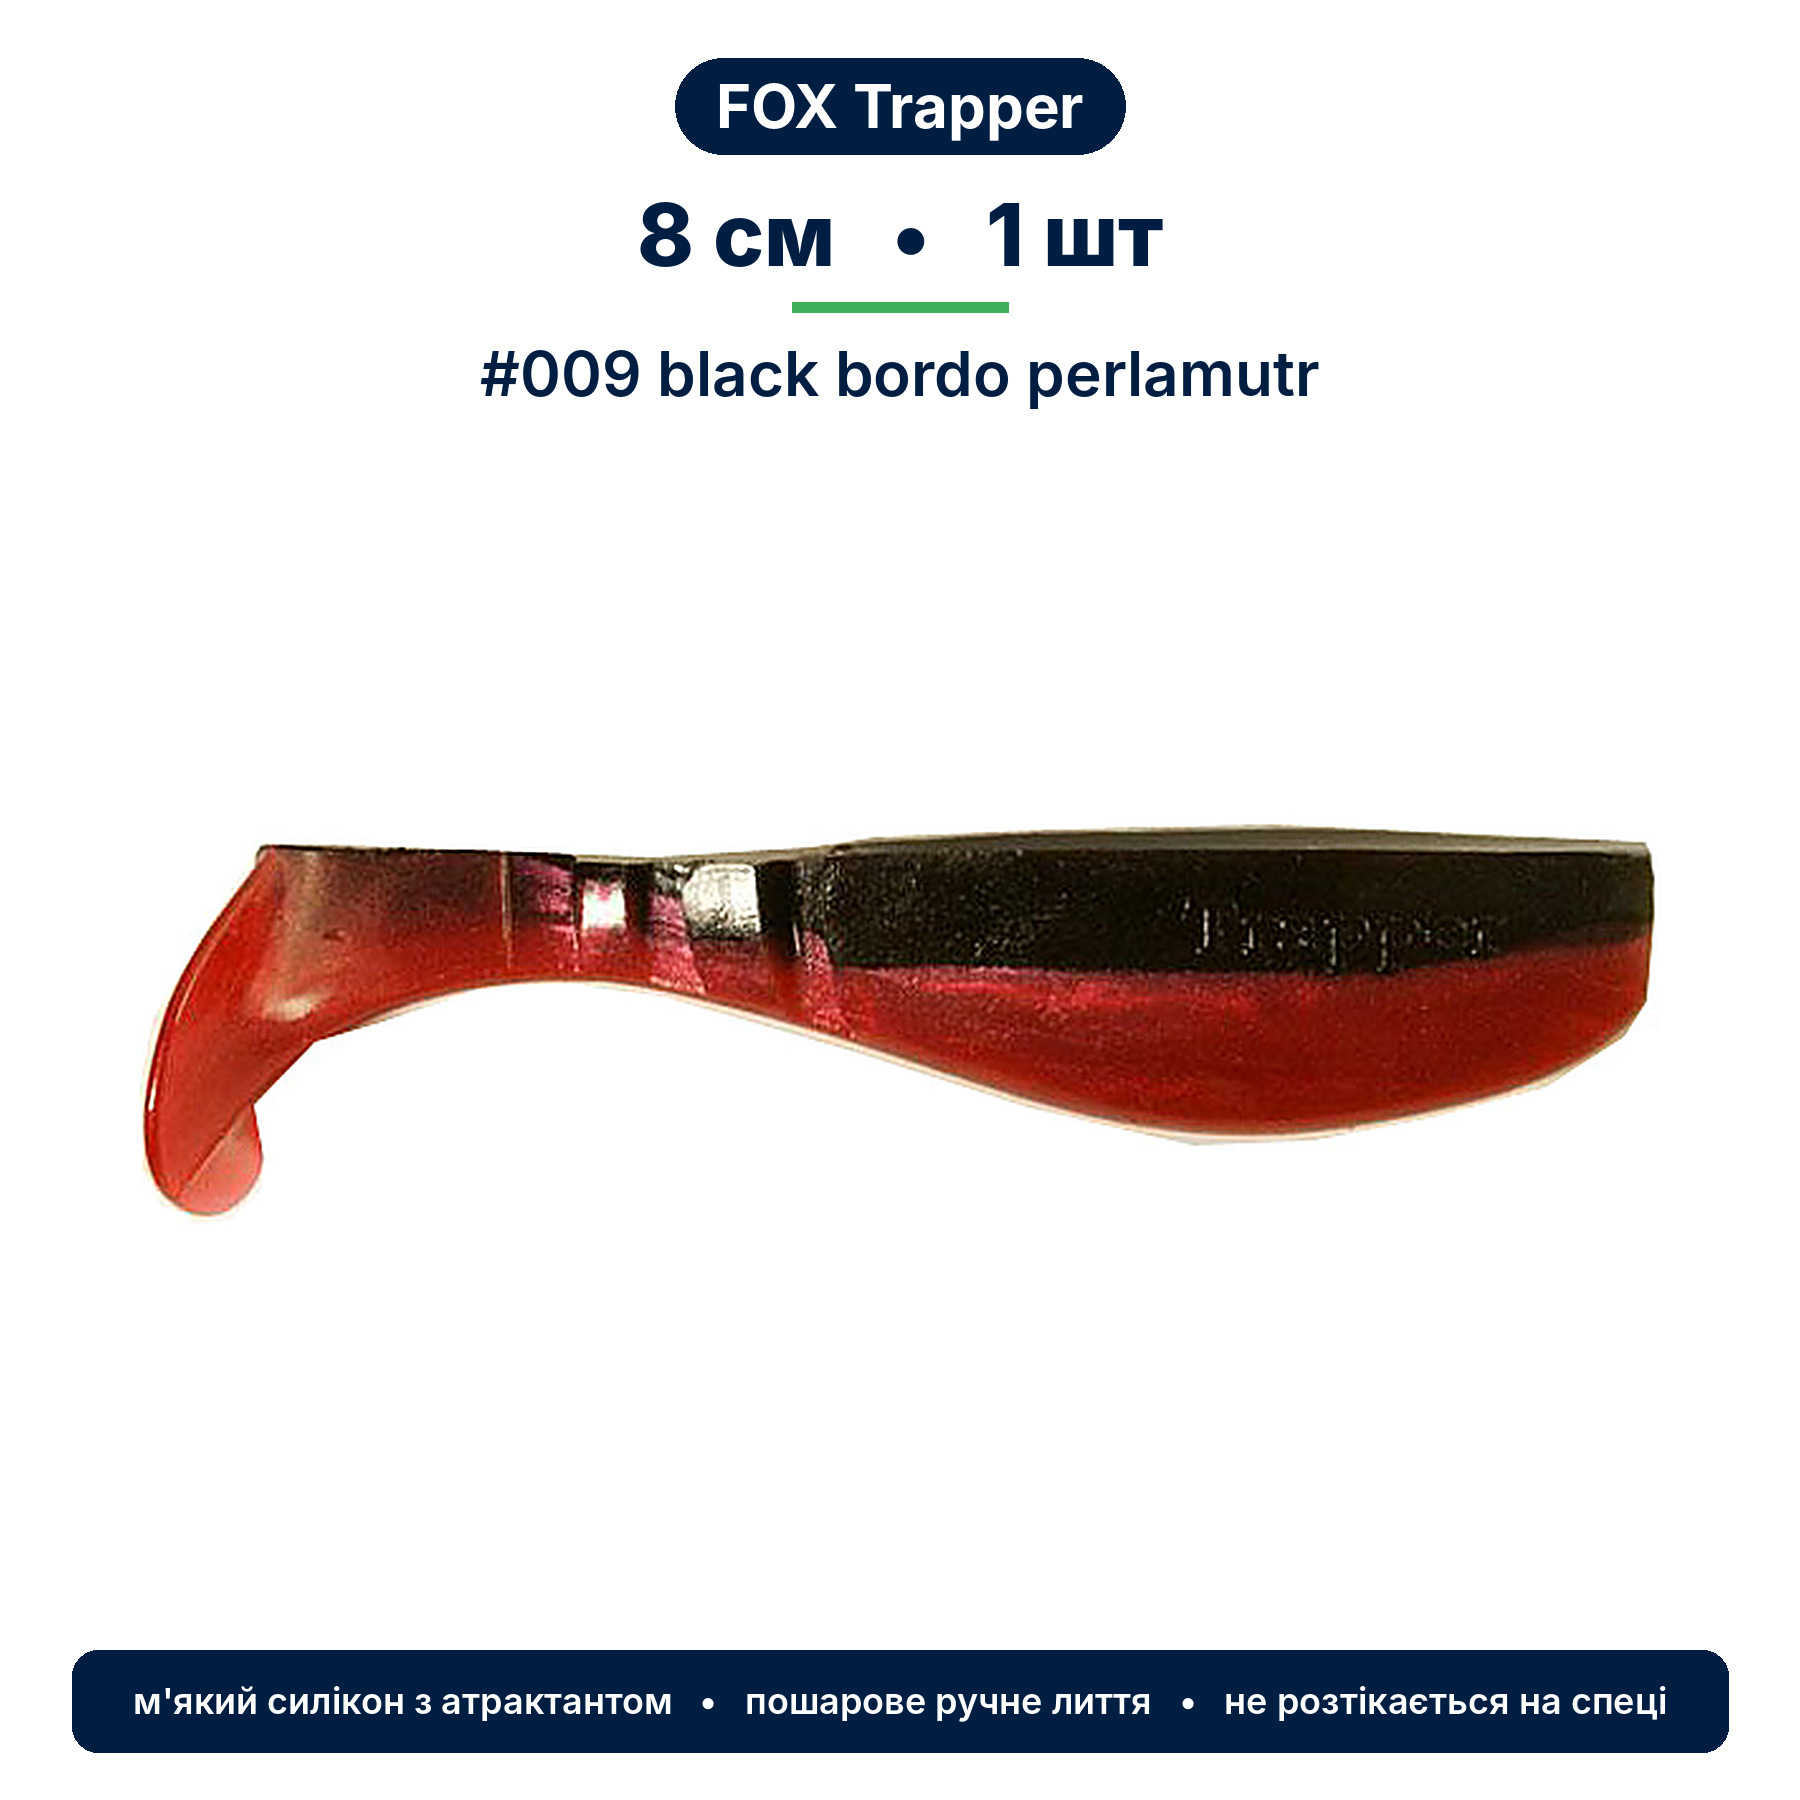 FOX Trapper
8 см • 1 шт
#009 black bordo perlamutr
Trapper
м'який силікон з атрактантом • пошарове ручне лиття • не розтікається на спеці